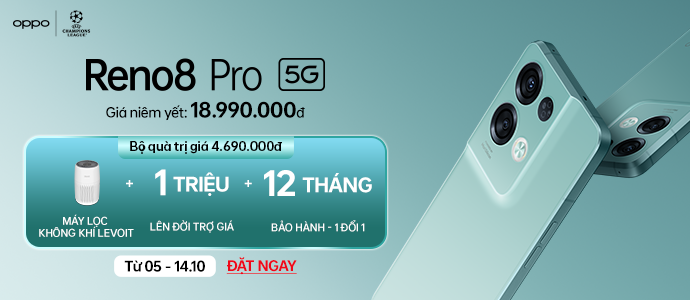 oppo
CHAMPIONS
LEAGUE
Reno8 Pro 5G
Giá niêm yết: 18.990.000đ
Bộ quà trị giá 4.690.000đ
+ 1 TRIỆU + 12 THÁNG
MÁY LỌC
KHÔNG KHÍ LEVOIT
LÊN ĐỜI TRỢ GIÁ
BẢO HÀNH - 1 ĐỔI 1
Từ 05 - 14.10
ĐẶT NGAY